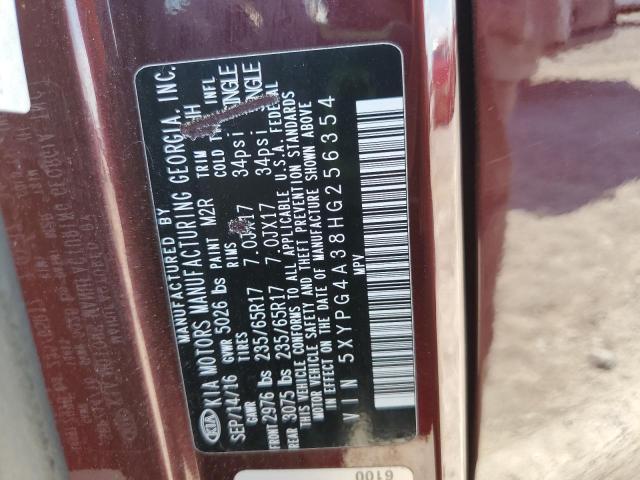 MANUFACTURED BY
KIA KIA MOTORS MANUFACTURING GEORGIA, INC.
SEP/14/16 GVWR 5026 lbs PAINT M2R TRIM HH
GAWR TIRES RIMS COLD INFL
FRONT 2976 lbs 235/65R17 7.0JX17 34psi SINGLE
REAR 3075 lbs 235/65R17 7.0JX17 34psi SINGLE
THIS VEHICLE CONFORMS TO ALL APPLICABLE U.S.A. FEDERAL
MOTOR VEHICLE SAFETY AND THEFT PREVENTION STANDARDS
IN EFFECT ON THE DATE OF MANUFACTURE SHOWN ABOVE
VIN 5XYPG4A38HG256354
MPV
6100